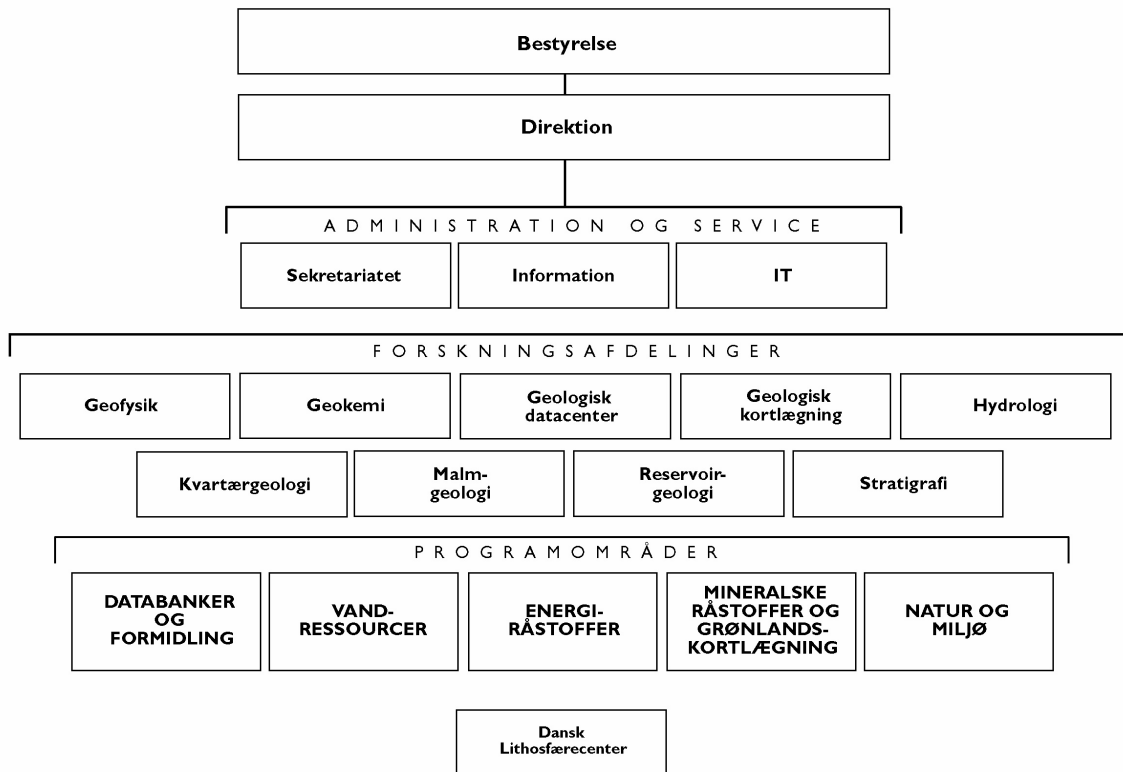 Bestyrelse
Direktion
ADMINISTRATION OG SERVICE
Sekretariatet
Information
IT
FORSKNINGSAFDELINGER
Geofysik
Geokemi
Geologisk
datacenter
Geologisk
kortlægning
Hydrologi
Kvartærgeologi
Malm-
geologi
Reservoir-
geologi
Stratigrafi
PROGRAMOMRÅDER
DATABANKER
OG
FORMIDLING
VAND-
RESSOURCER
ENERGI-
RÅSTOFFER
MINERALSKE
RÅSTOFFER OG
GRØNLANDS-
KORTLÆGNING
NATUR OG
MILJØ
Dansk
Lithosfærecenter